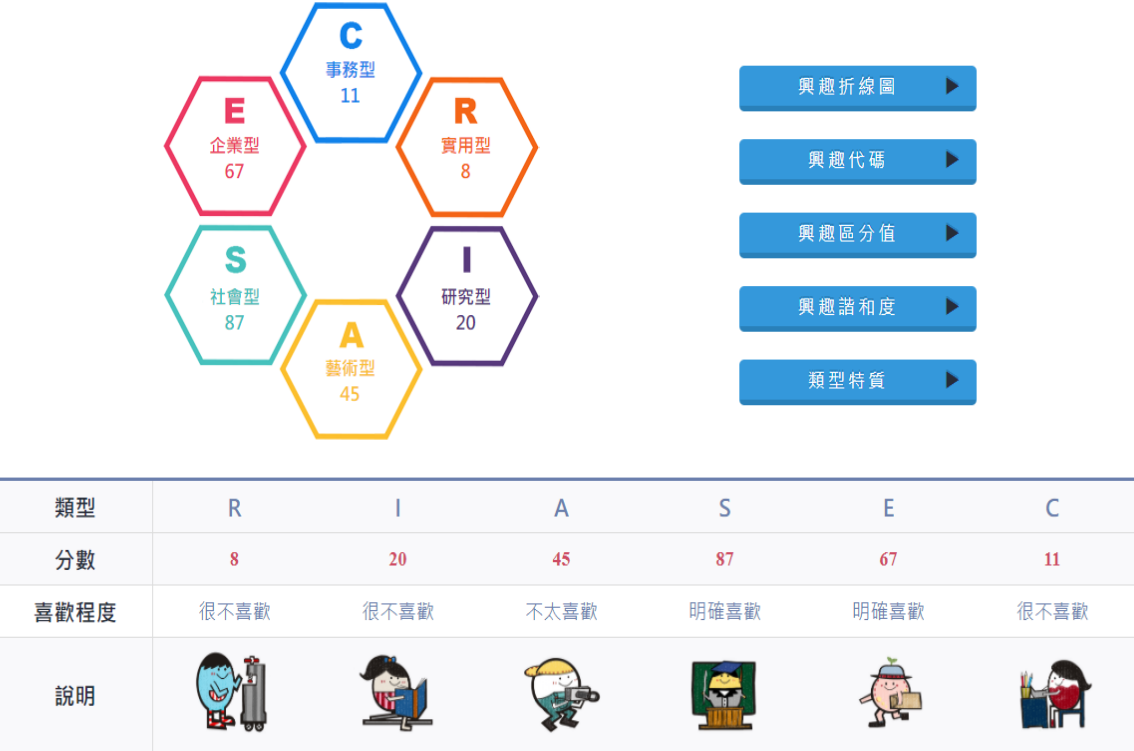 C
事務型
11
E
企業型
67
R
實用型
8
S
社會型
87
I
研究型
20
A
藝術型
45
興趣折線圖
興趣代碼
興趣區分值
興趣諧和度
類型特質
類型 R I A S E C
分數 8 20 45 87 67 11
喜歡程度 很不喜歡 很不喜歡 不太喜歡 明確喜歡 明確喜歡 很不喜歡
說明